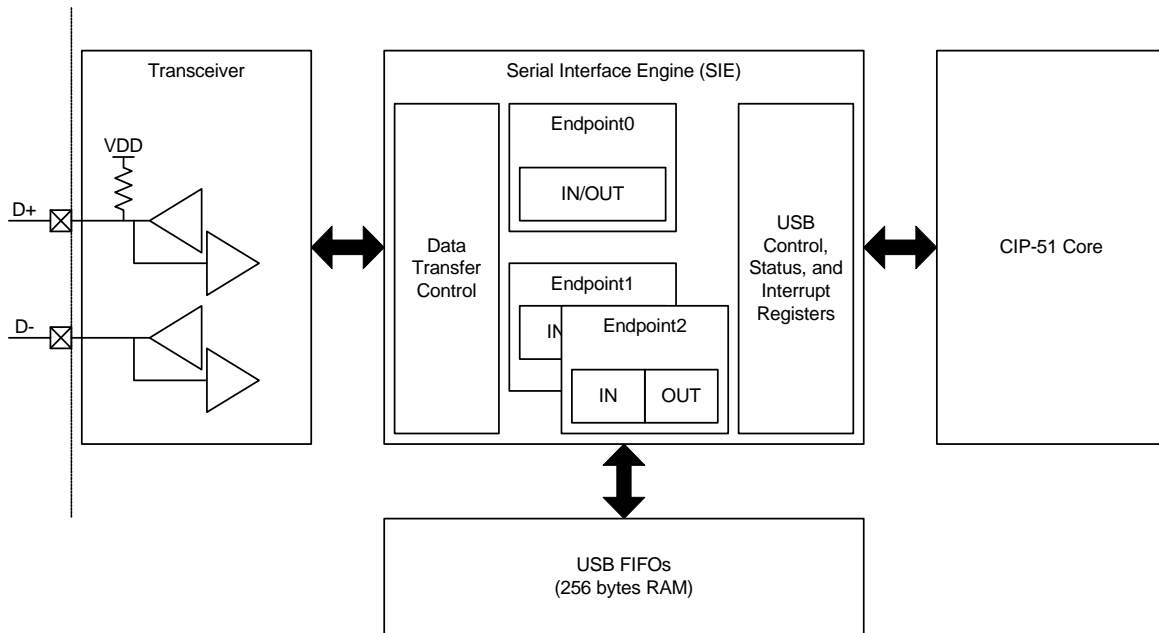 Transceiver
VDD
D+
D-
Serial Interface Engine (SIE)
Data
Transfer
Control
Endpoint0
IN/OUT
Endpoint1
IN
Endpoint2
IN
OUT
USB
Control,
Status, and
Interrupt
Registers
CIP-51 Core
USB FIFOs
(256 bytes RAM)